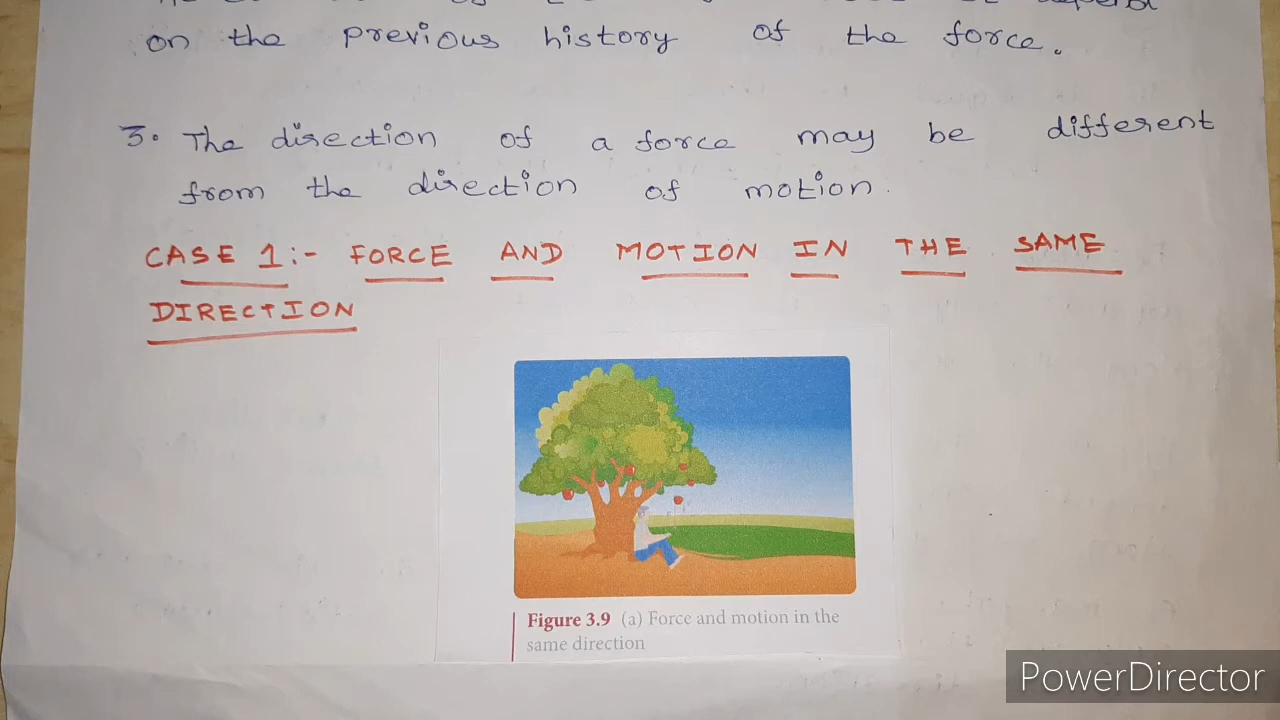 on the previous history of the force.
3. The direction of a force may be different
from the direction of motion.
CASE 1:- FORCE AND MOTION IN THE SAME
DIRECTION
Figure 3.9 (a) Force and motion in the
same direction
PowerDirector